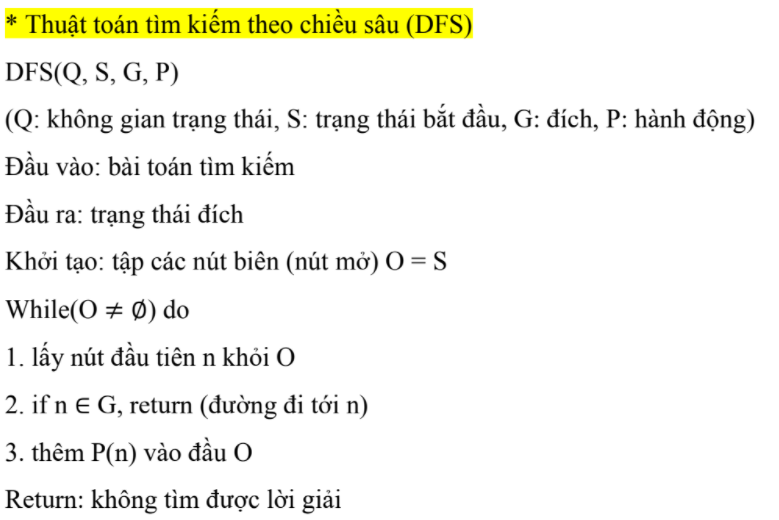 * Thuật toán tìm kiếm theo chiều sâu (DFS)
DFS(Q, S, G, P)
(Q: không gian trạng thái, S: trạng thái bắt đầu, G: đích, P: hành động)
Đầu vào: bài toán tìm kiếm
Đầu ra: trạng thái đích
Khởi tạo: tập các nút biên (nút mở) O = S
While(O ≠ ∅) do
1. lấy nút đầu tiên n khỏi O
2. if n ∈ G, return (đường đi tới n)
3. thêm P(n) vào đầu O
Return: không tìm được lời giải